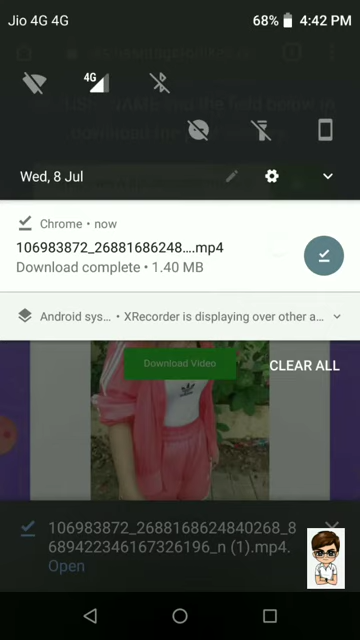 Jio 4G 4G
68% 4:42 PM
4G
Wed, 8 Jul
Chrome • now
106983872_26881686248....mp4
Download complete • 1.40 MB
Android sys... • XRecorder is displaying over other a...
Download Video
CLEAR ALL
106983872_2688168624840268_8
689422346167326196_n (1).mp4.
Open